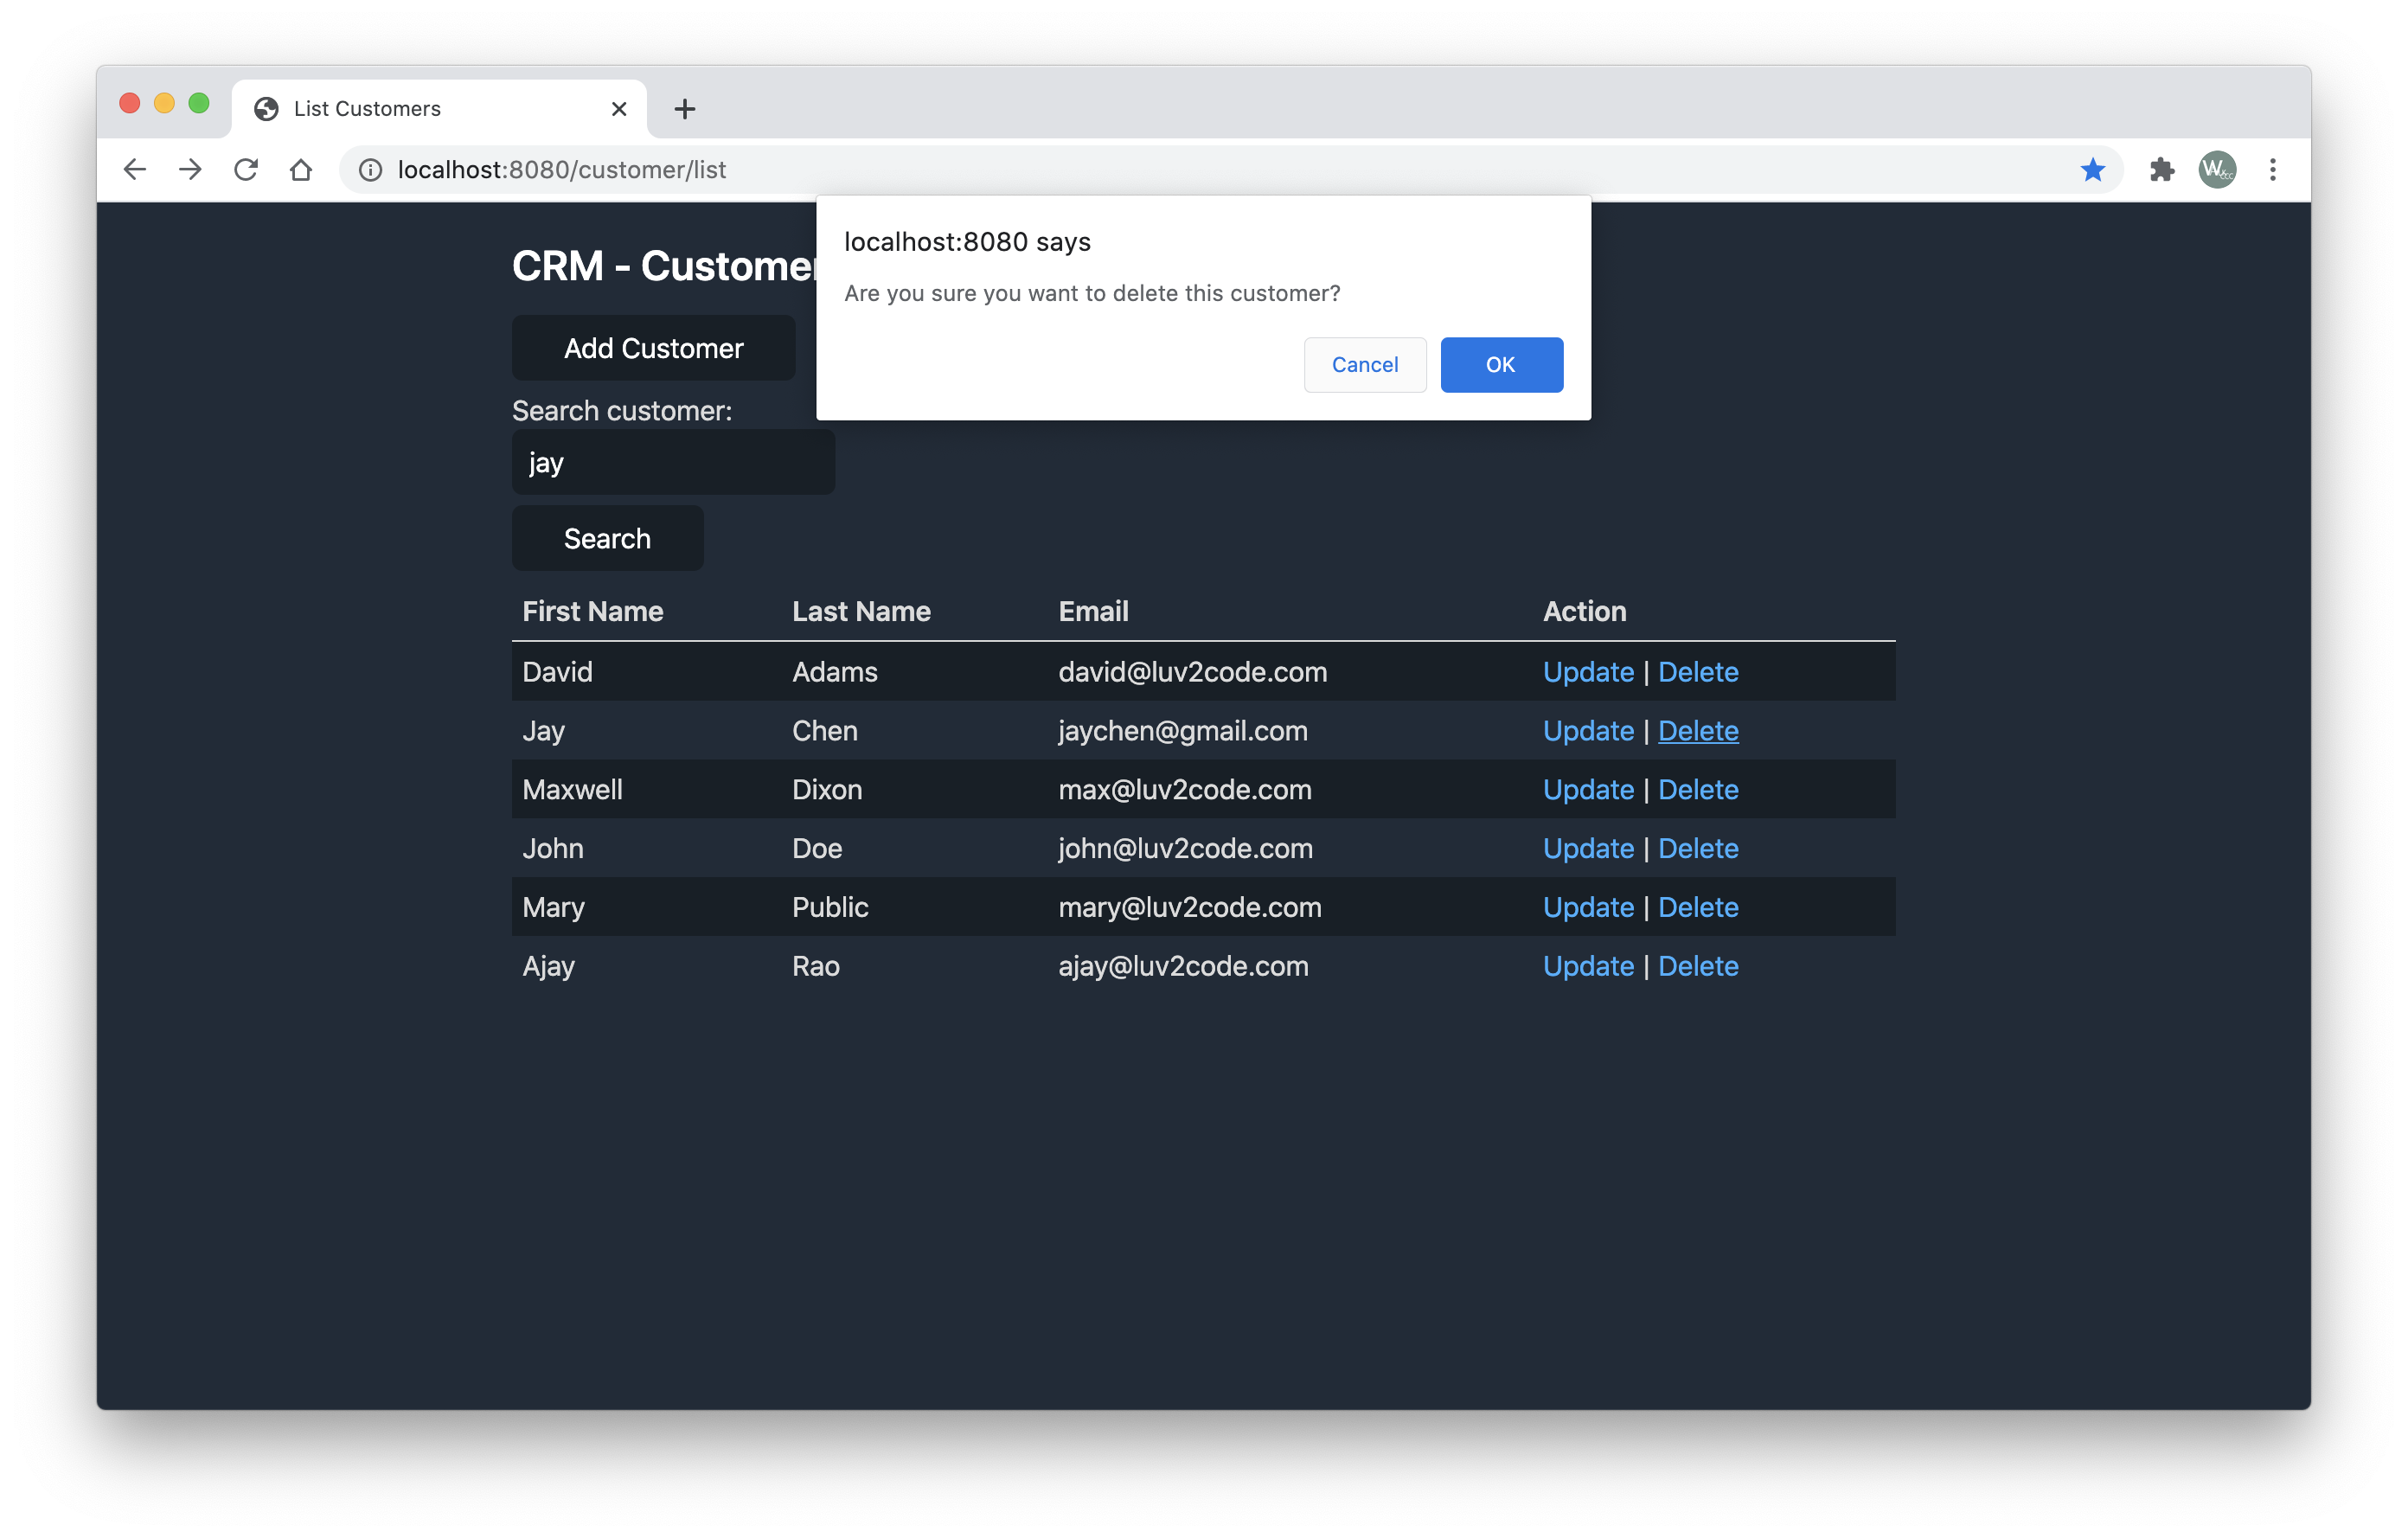 List Customers
localhost:8080/customer/list
localhost:8080 says
Are you sure you want to delete this customer?
Cancel OK
CRM - Customer
Add Customer
Search customer:
jay
Search
First Name Last Name Email Action
David Adams david@luv2code.com Update | Delete
Jay Chen jaychen@gmail.com Update | Delete
Maxwell Dixon max@luv2code.com Update | Delete
John Doe john@luv2code.com Update | Delete
Mary Public mary@luv2code.com Update | Delete
Ajay Rao ajay@luv2code.com Update | Delete